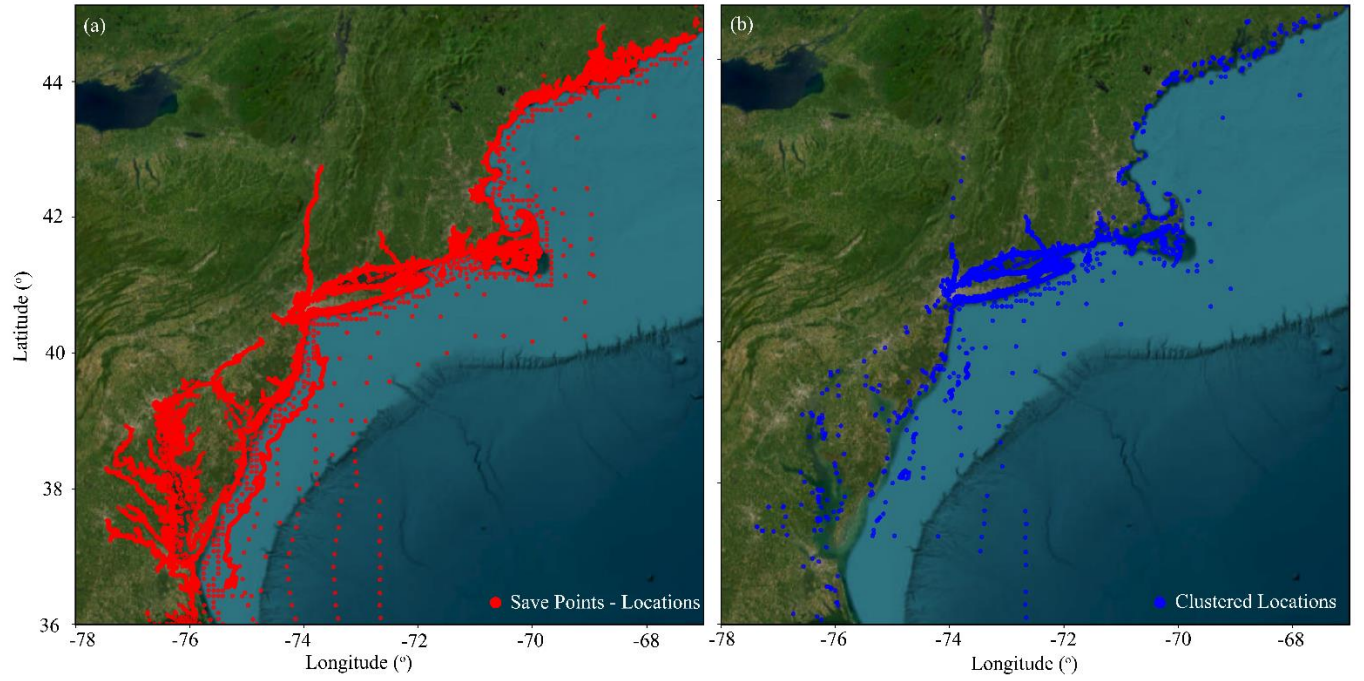 (a)
44
42
40
38
36
Latitude (°)
Save Points - Locations
-78
-76
-74
-72
-70
-68
Longitude (°)
(b)
Clustered Locations
-78
-76
-74
-72
-70
-68
Longitude (°)